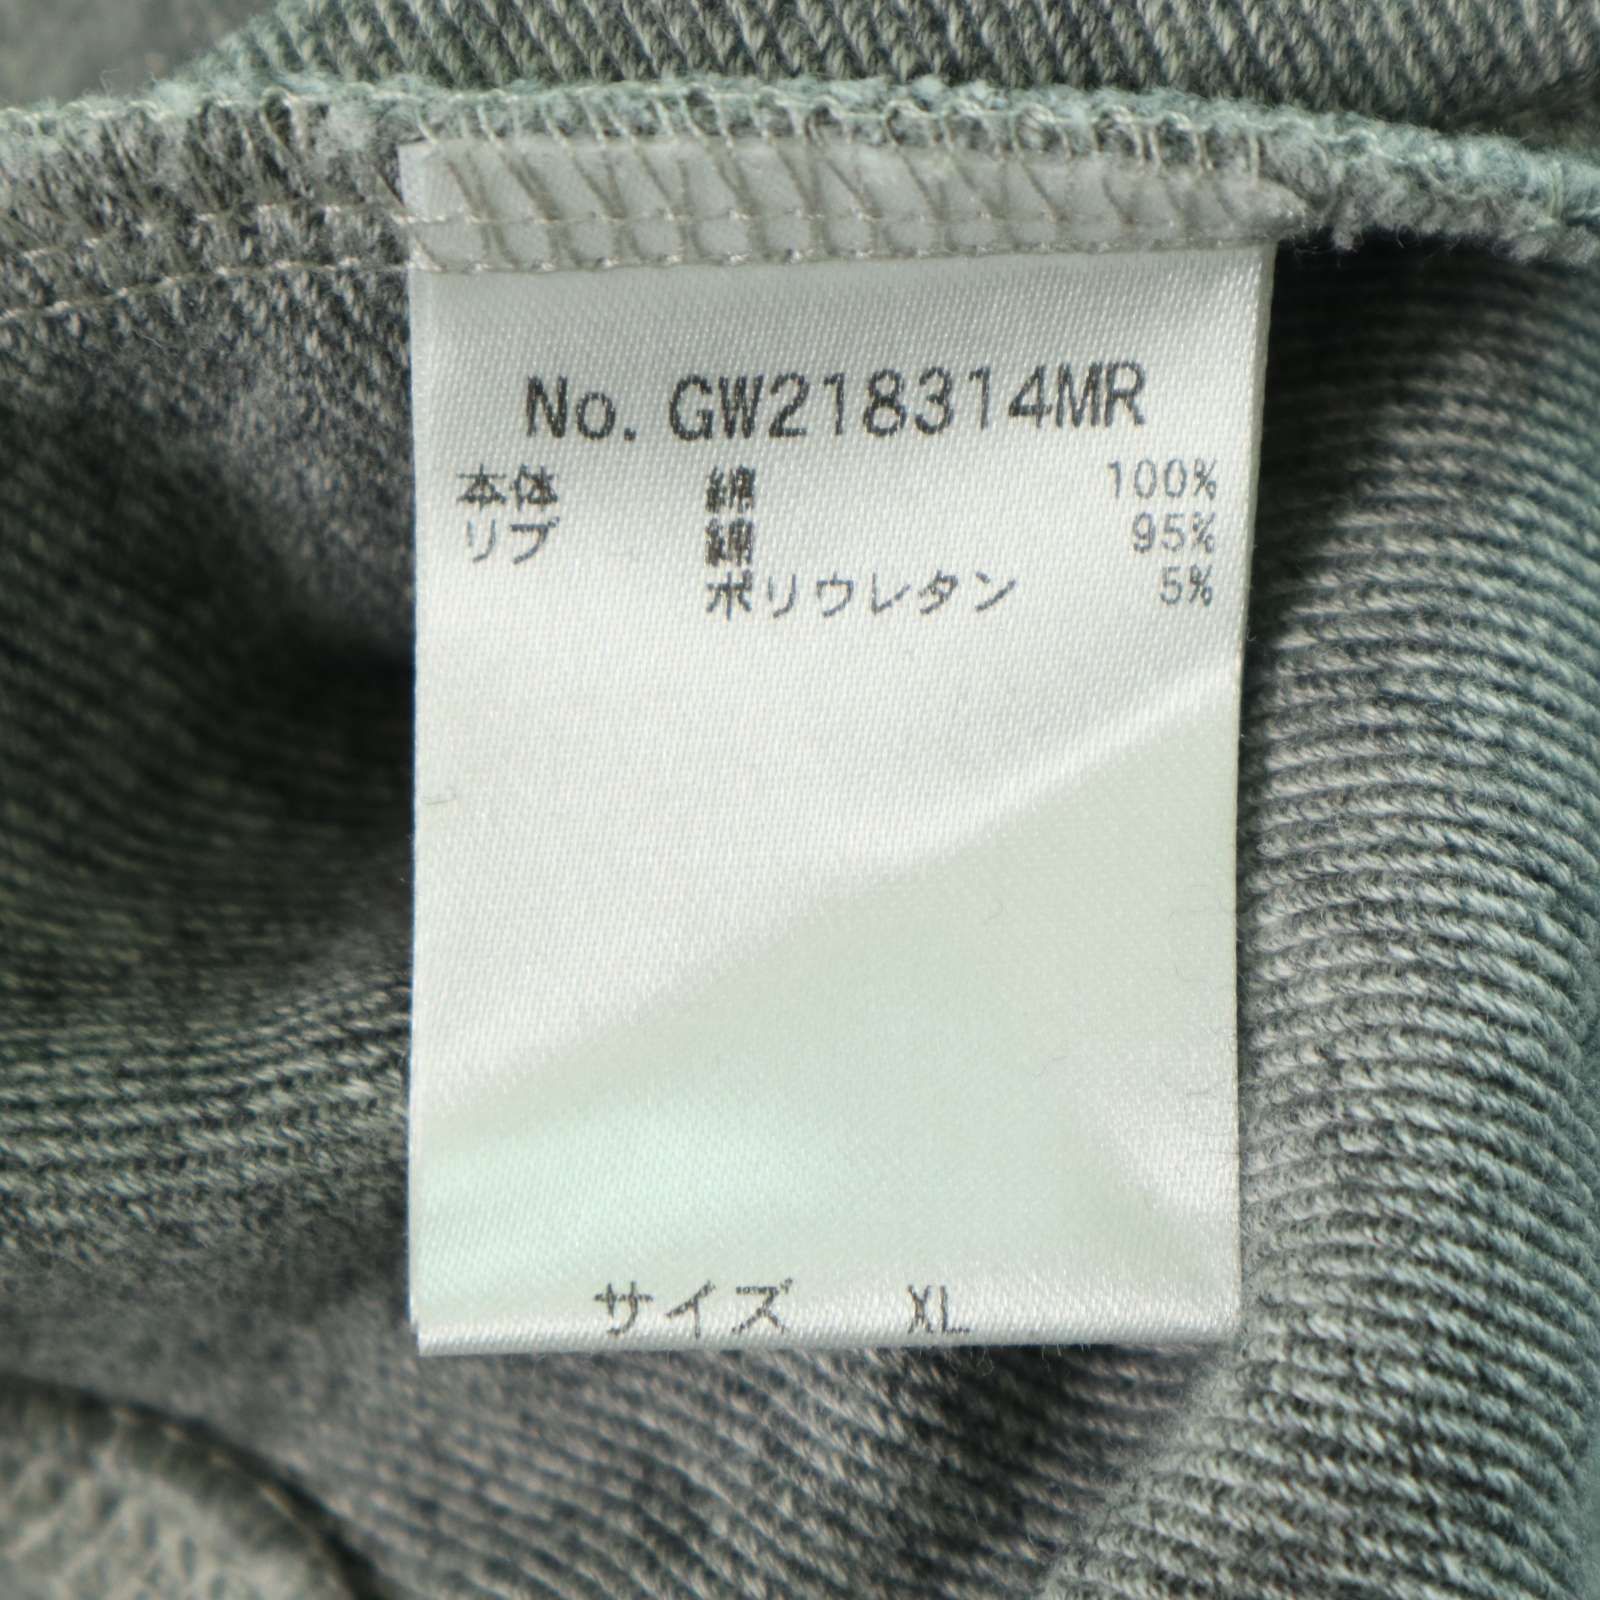 No. GW218314MR
本体 綿 100%
リブ 綿 95%
ポリウレタン 5%
サイズ XL